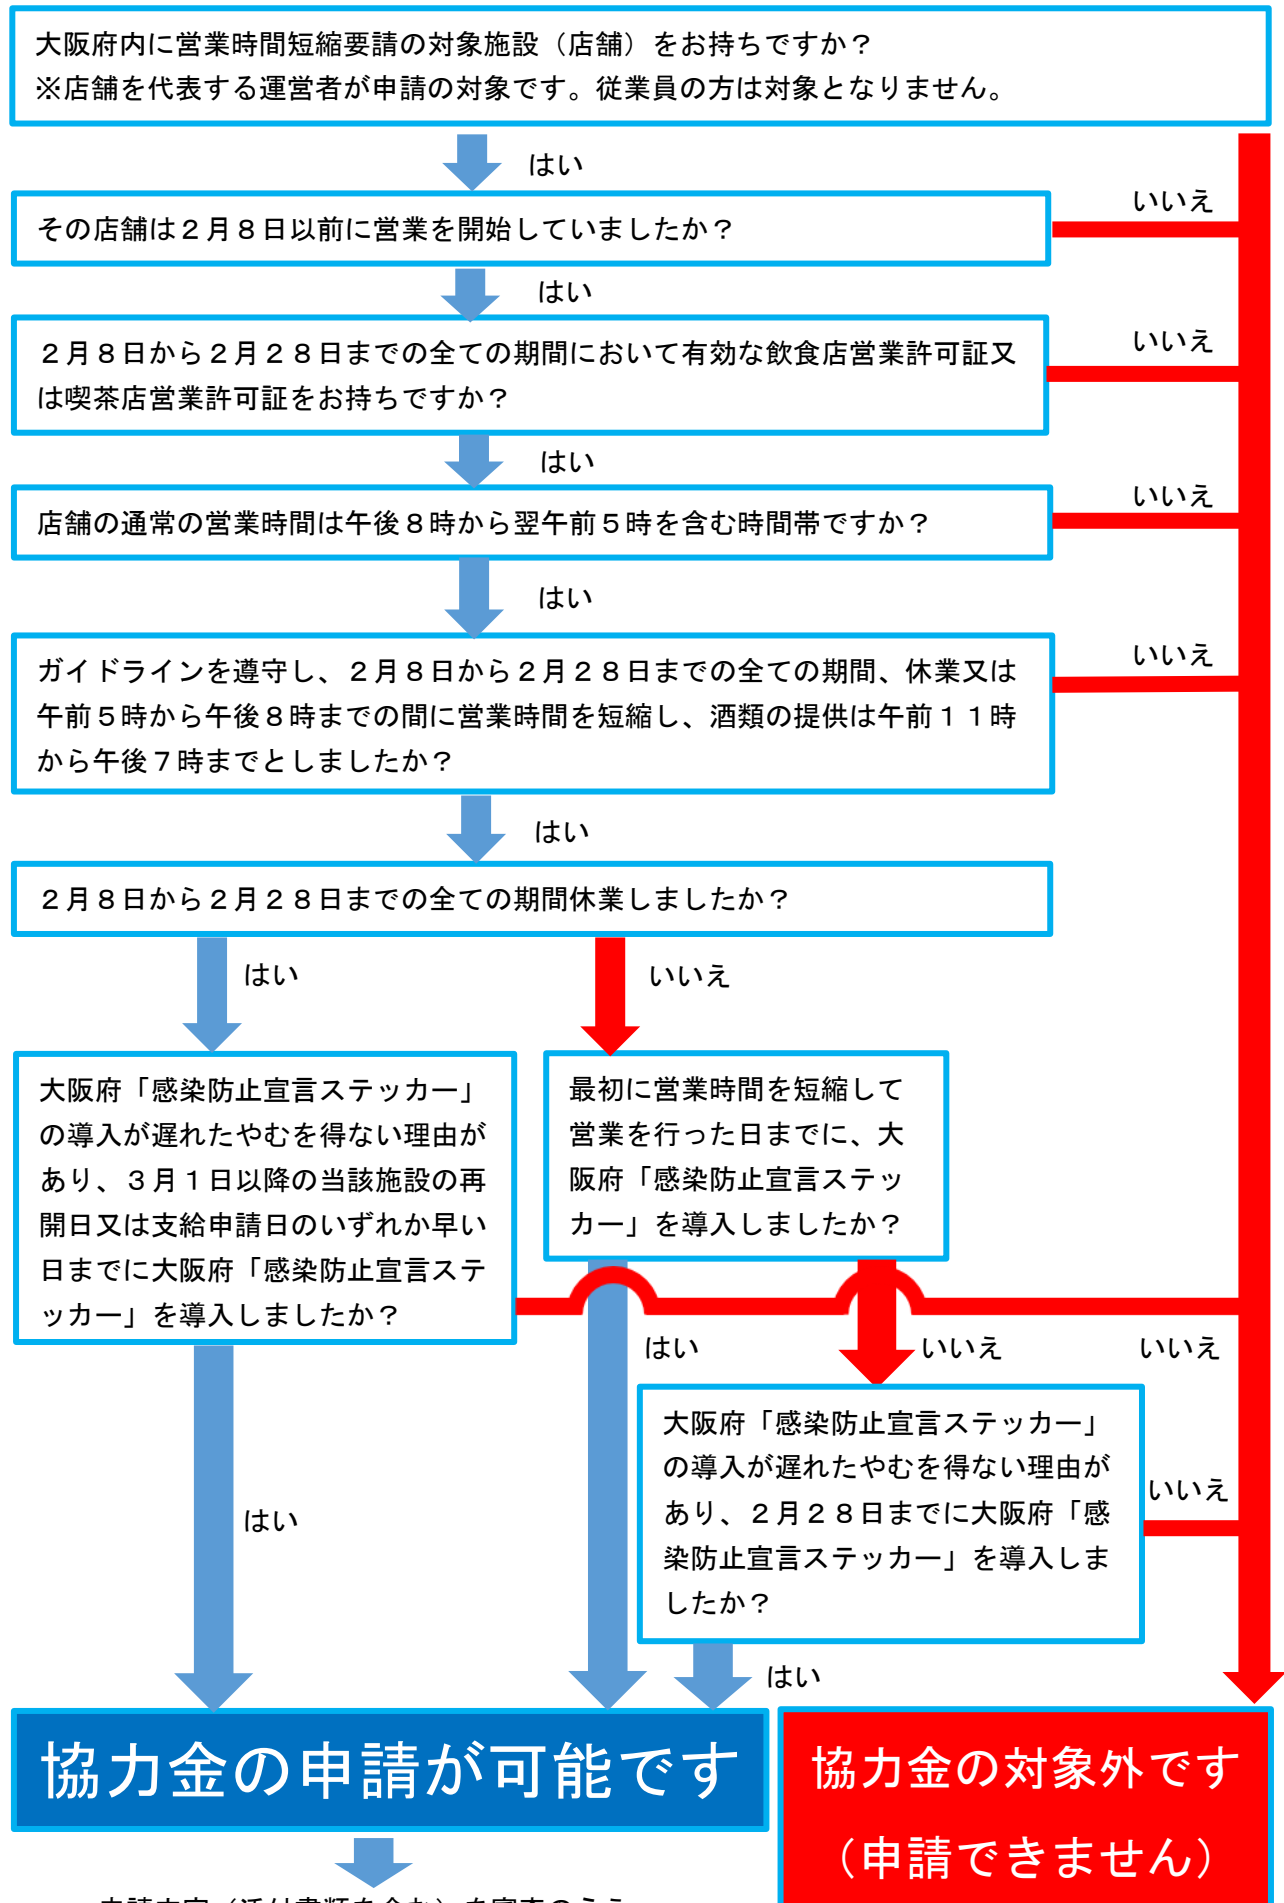 大阪府内に営業時間短縮要請の対象施設（店舗）をお持ちですか？
※店舗を代表する運営者が申請の対象です。従業員の方は対象となりません。
はい
いいえ
その店舗は２月８日以前に営業を開始していましたか？
はい
いいえ
２月８日から２月２８日までの全ての期間において有効な飲食店営業許可証又
は喫茶店営業許可証をお持ちですか？
はい
いいえ
店舗の通常の営業時間は午後８時から翌午前５時を含む時間帯ですか？
はい
いいえ
ガイドラインを遵守し、２月８日から２月２８日までの全ての期間、休業又は
午前５時から午後８時までの間に営業時間を短縮し、酒類の提供は午前１１時
から午後７時までとしましたか？
はい
２月８日から２月２８日までの全ての期間休業しましたか？
はい
いいえ
大阪府「感染防止宣言ステッカー」
の導入が遅れたやむを得ない理由が
あり、３月１日以降の当該施設の再
開日又は支給申請日のいずれか早い
日までに大阪府「感染防止宣言ステ
ッカー」を導入しましたか？
最初に営業時間を短縮して
営業を行った日までに、大
阪府「感染防止宣言ステッ
カー」を導入しましたか？
はい
いいえ
いいえ
大阪府「感染防止宣言ステッカー」
の導入が遅れたやむを得ない理由が
あり、２月２８日までに大阪府「感
染防止宣言ステッカー」を導入しま
したか？
いいえ
はい
はい
協力金の申請が可能です
協力金の対象外です
（申請できません）